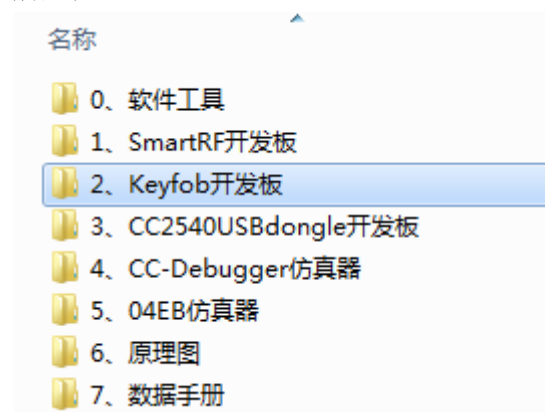 名称
0、软件工具
1、SmartRF开发板
2、Keyfob开发板
3、CC2540USBdongle开发板
4、CC-Debugger仿真器
5、04EB仿真器
6、原理图
7、数据手册